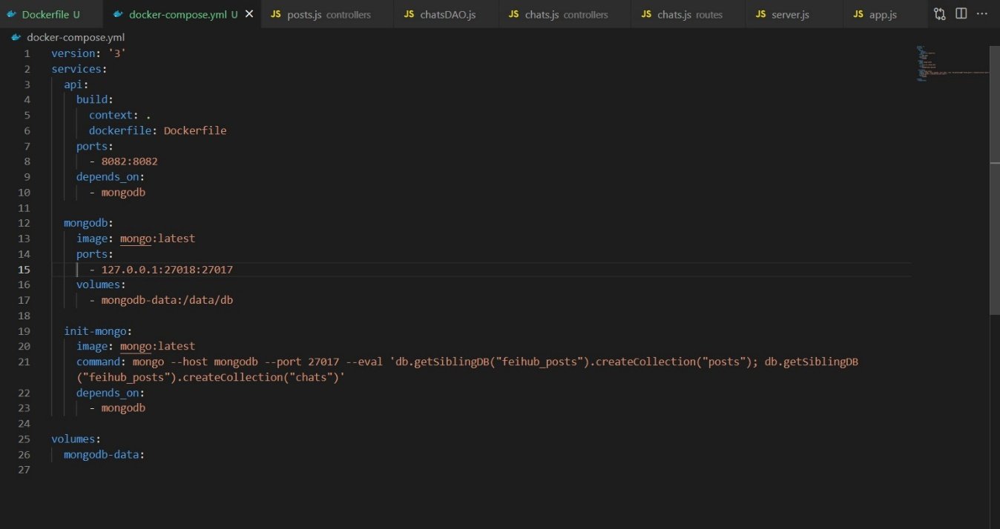 Dockerfile U docker-compose.yml U × JS posts.js controllers JS chatsDAO.js JS chats.js controllers JS chats.js routes JS server.js JS app.js ···
docker-compose.yml
1 version: '3'
2 services:
3 api:
4 build:
5 context: .
6 dockerfile: Dockerfile
7 ports:
8 - 8082:8082
9 depends_on:
10 - mongodb
11
12 mongodb:
13 image: mongo:latest
14 ports:
15 - 127.0.0.1:27018:27017
16 volumes:
17 - mongodb-data:/data/db
18
19 init-mongo:
20 image: mongo:latest
21 command: mongo --host mongodb --port 27017 --eval 'db.getSiblingDB("feihub_posts").createCollection("posts"); db.getSiblingDB
("feihub_posts").createCollection("chats")'
22 depends_on:
23 - mongodb
24
25 volumes:
26 mongodb-data:
27